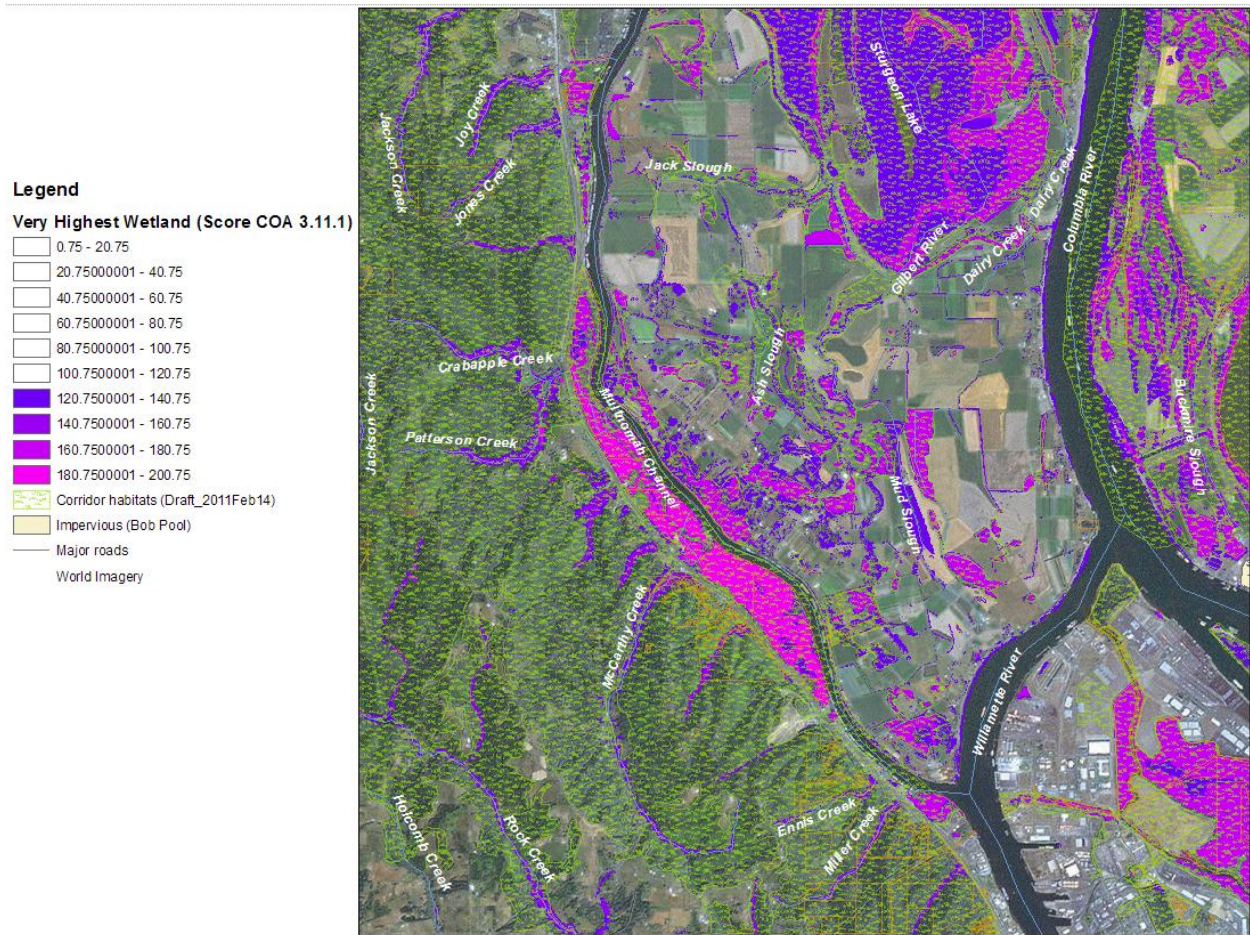 Legend
Very Highest Wetland (Score COA 3.11.1)
0.75 - 20.75
20.75000001 - 40.75
40.75000001 - 60.75
60.75000001 - 80.75
80.75000001 - 100.75
100.7500001 - 120.75
120.7500001 - 140.75
140.7500001 - 160.75
160.7500001 - 180.75
180.7500001 - 200.75
Corridor habitats (Draft_2011Feb14)
Impervious (Bob Pool)
Major roads
World Imagery
Jackson Creek
Joy Creek
Jones Creek
Jack Slough
Sturgeon Lake
Gilbert River
Dairy Creek
Dairy Creek
Columbia River
Crabapple Creek
Jackson Creek
Patterson Creek
Multnomah Channel
Ash Slough
Mud Slough
Buckmire Slough
McCarthy Creek
Willamette River
Holcomb Creek
Rock Creek
Ennis Creek
Miller Creek